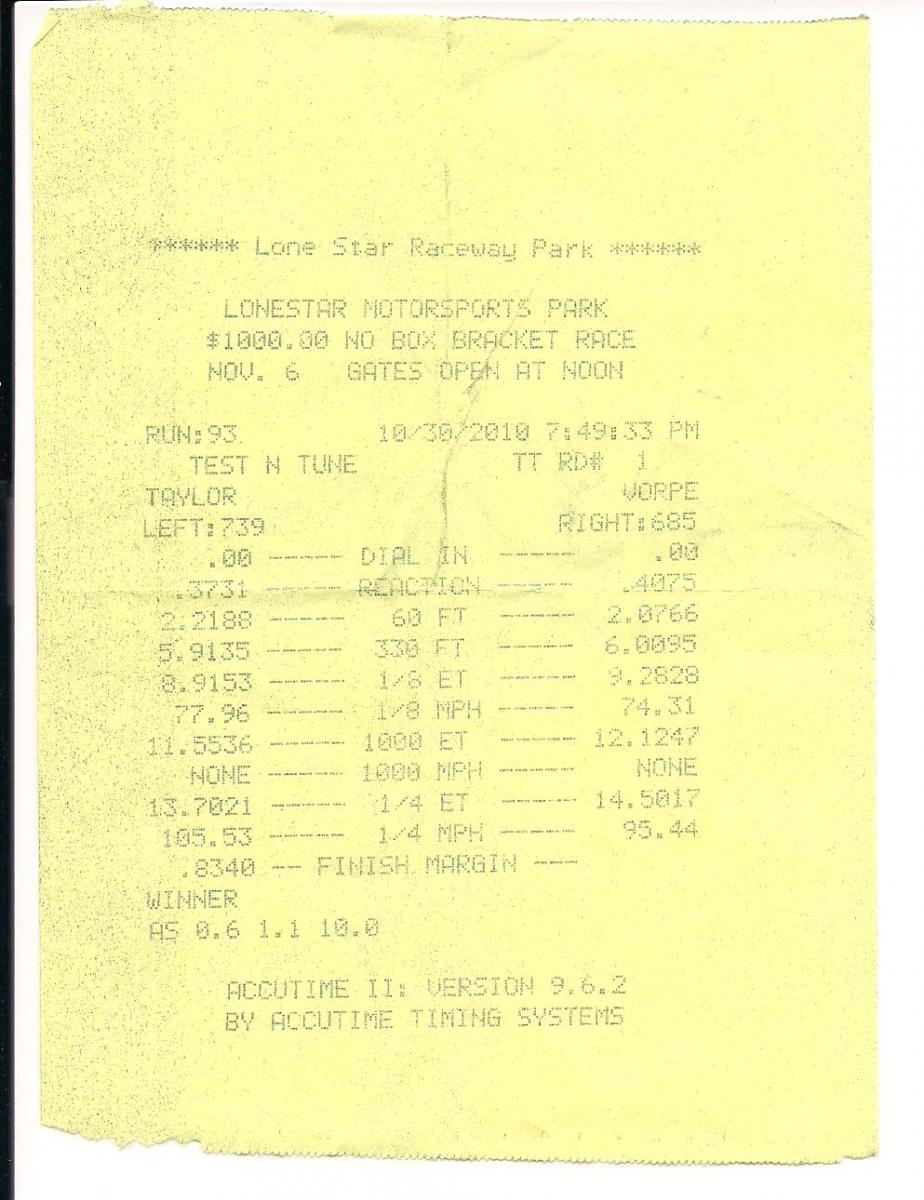 ****** Lone Star Raceway Park ******
LONESTAR MOTORSPORTS PARK
$1000.00 NO BOX BRACKET RACE
NOV. 6 GATES OPEN AT NOON
RUN:93 10/30/2010 7:49:33 PM
TEST N TUNE TT RD# 1
TAYLOR VORPE
LEFT:739 RIGHT:685
.00 ----- DIAL IN ----- .00
.3731 ----- REACTION ----- .4075
2.2188 ----- 60 FT ----- 2.0766
5.9135 ----- 330 FT ----- 6.0095
8.9153 ----- 1/8 ET ----- 9.2828
77.96 ----- 1/8 MPH ----- 74.31
11.5536 ----- 1000 ET ----- 12.1247
NONE ----- 1000 MPH ----- NONE
13.7021 ----- 1/4 ET ----- 14.5017
105.53 ----- 1/4 MPH ----- 95.44
.8340 -- FINISH MARGIN ---
WINNER
AS 0.6 1.1 10.0
ACCUTIME II: VERSION 9.6.2
BY ACCUTIME TIMING SYSTEMS